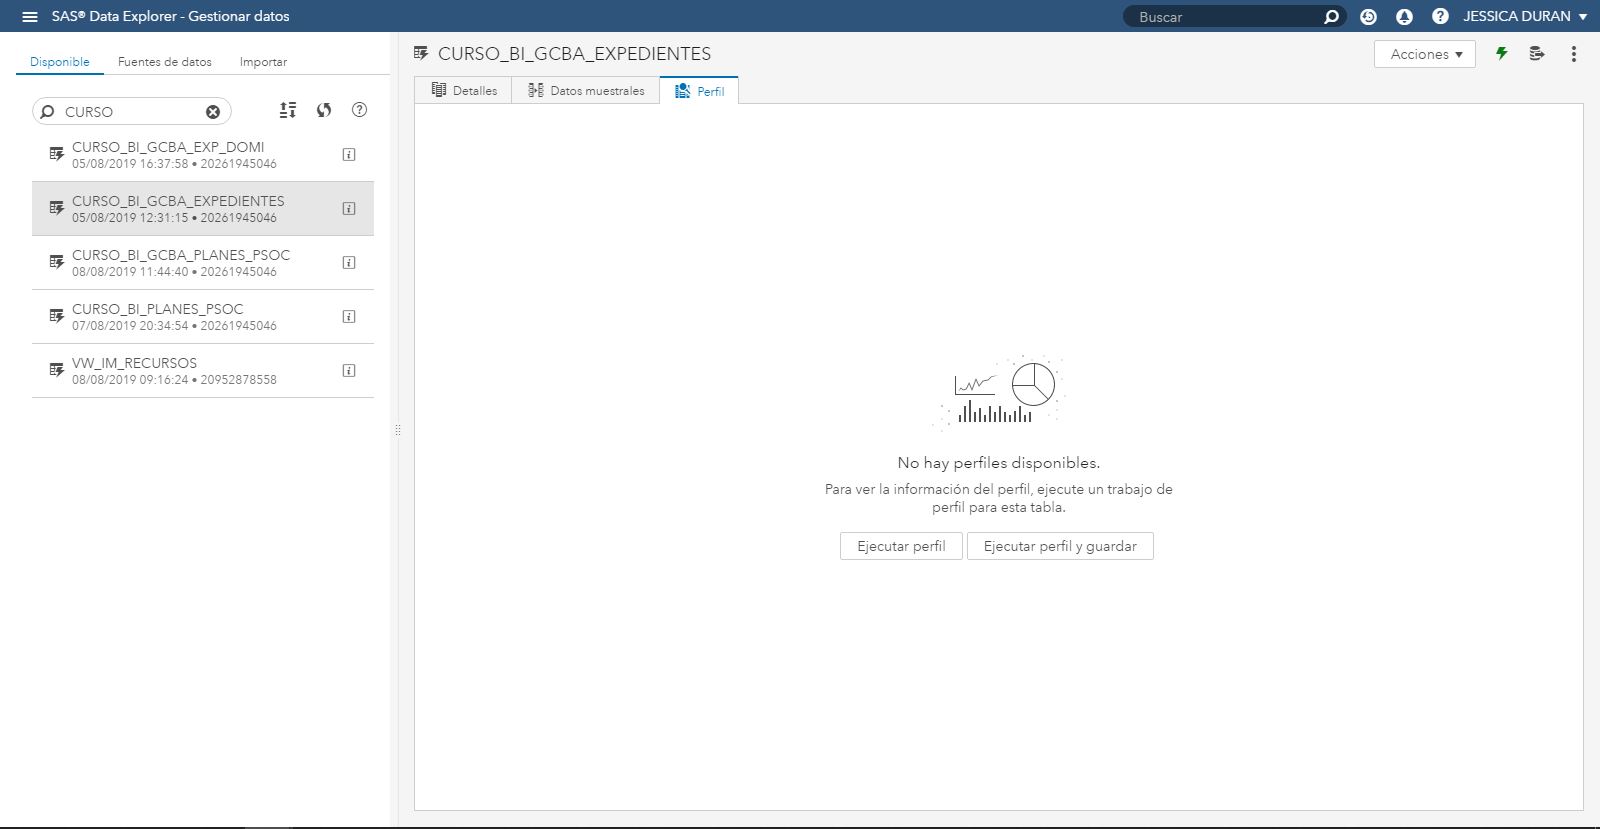 SAS® Data Explorer - Gestionar datos
Buscar
JESSICA DURAN
Disponible
Fuentes de datos
Importar
CURSO
CURSO_BI_GCBA_EXP_DOMI
05/08/2019 16:37:58 • 20261945046
CURSO_BI_GCBA_EXPEDIENTES
05/08/2019 12:31:15 • 20261945046
CURSO_BI_GCBA_PLANES_PSOC
08/08/2019 11:44:40 • 20261945046
CURSO_BI_PLANES_PSOC
07/08/2019 20:34:54 • 20261945046
VW_IM_RECURSOS
08/08/2019 09:16:24 • 20952878558
CURSO_BI_GCBA_EXPEDIENTES
Acciones
Detalles
Datos muestrales
Perfil
No hay perfiles disponibles.
Para ver la información del perfil, ejecute un trabajo de
perfil para esta tabla.
Ejecutar perfil
Ejecutar perfil y guardar